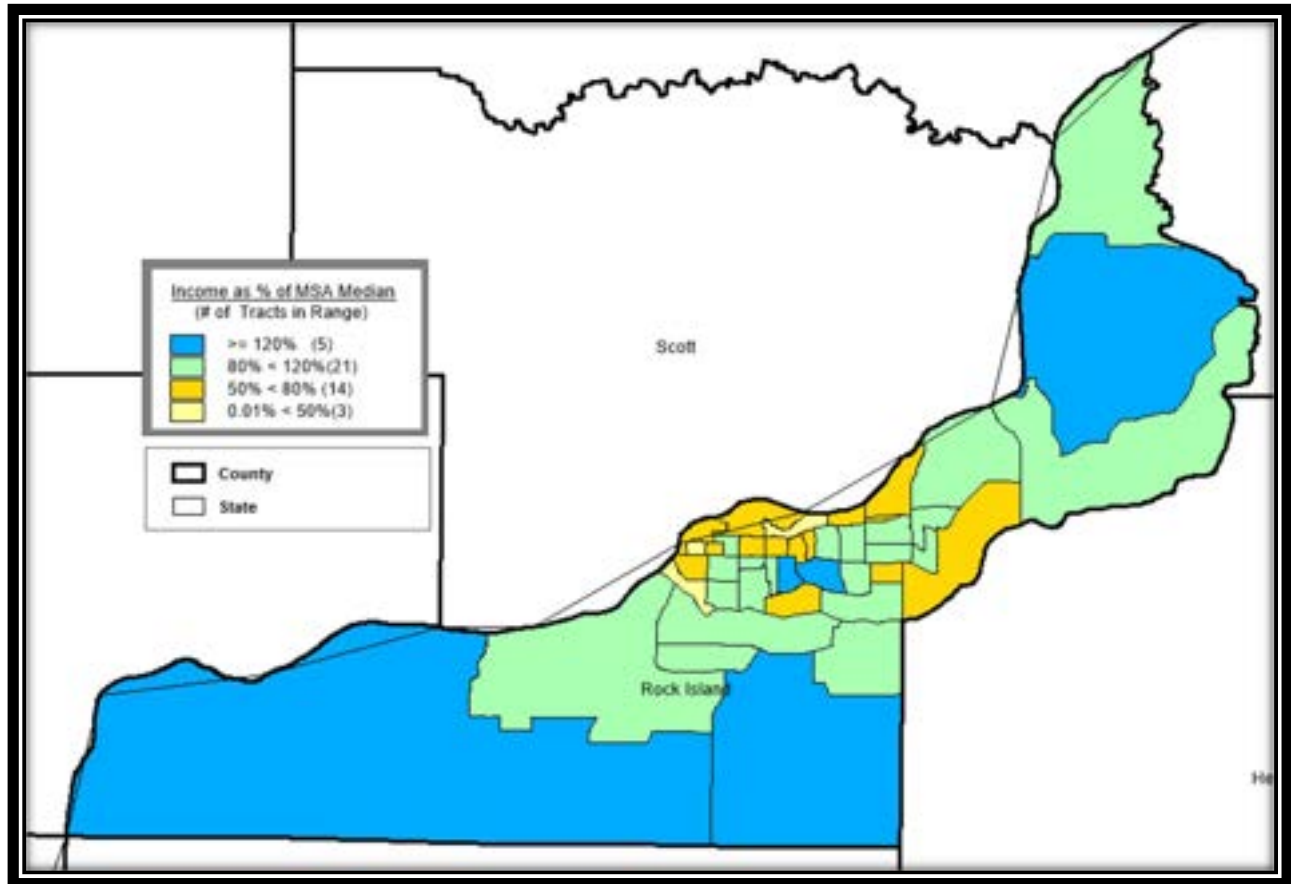 Income as % of MSA Median
(# of Tracts in Range)
>= 120% (5)
80% < 120%(21)
50% < 80% (14)
0.01% < 50%(3)
County
State
Scott
Rock Island
He